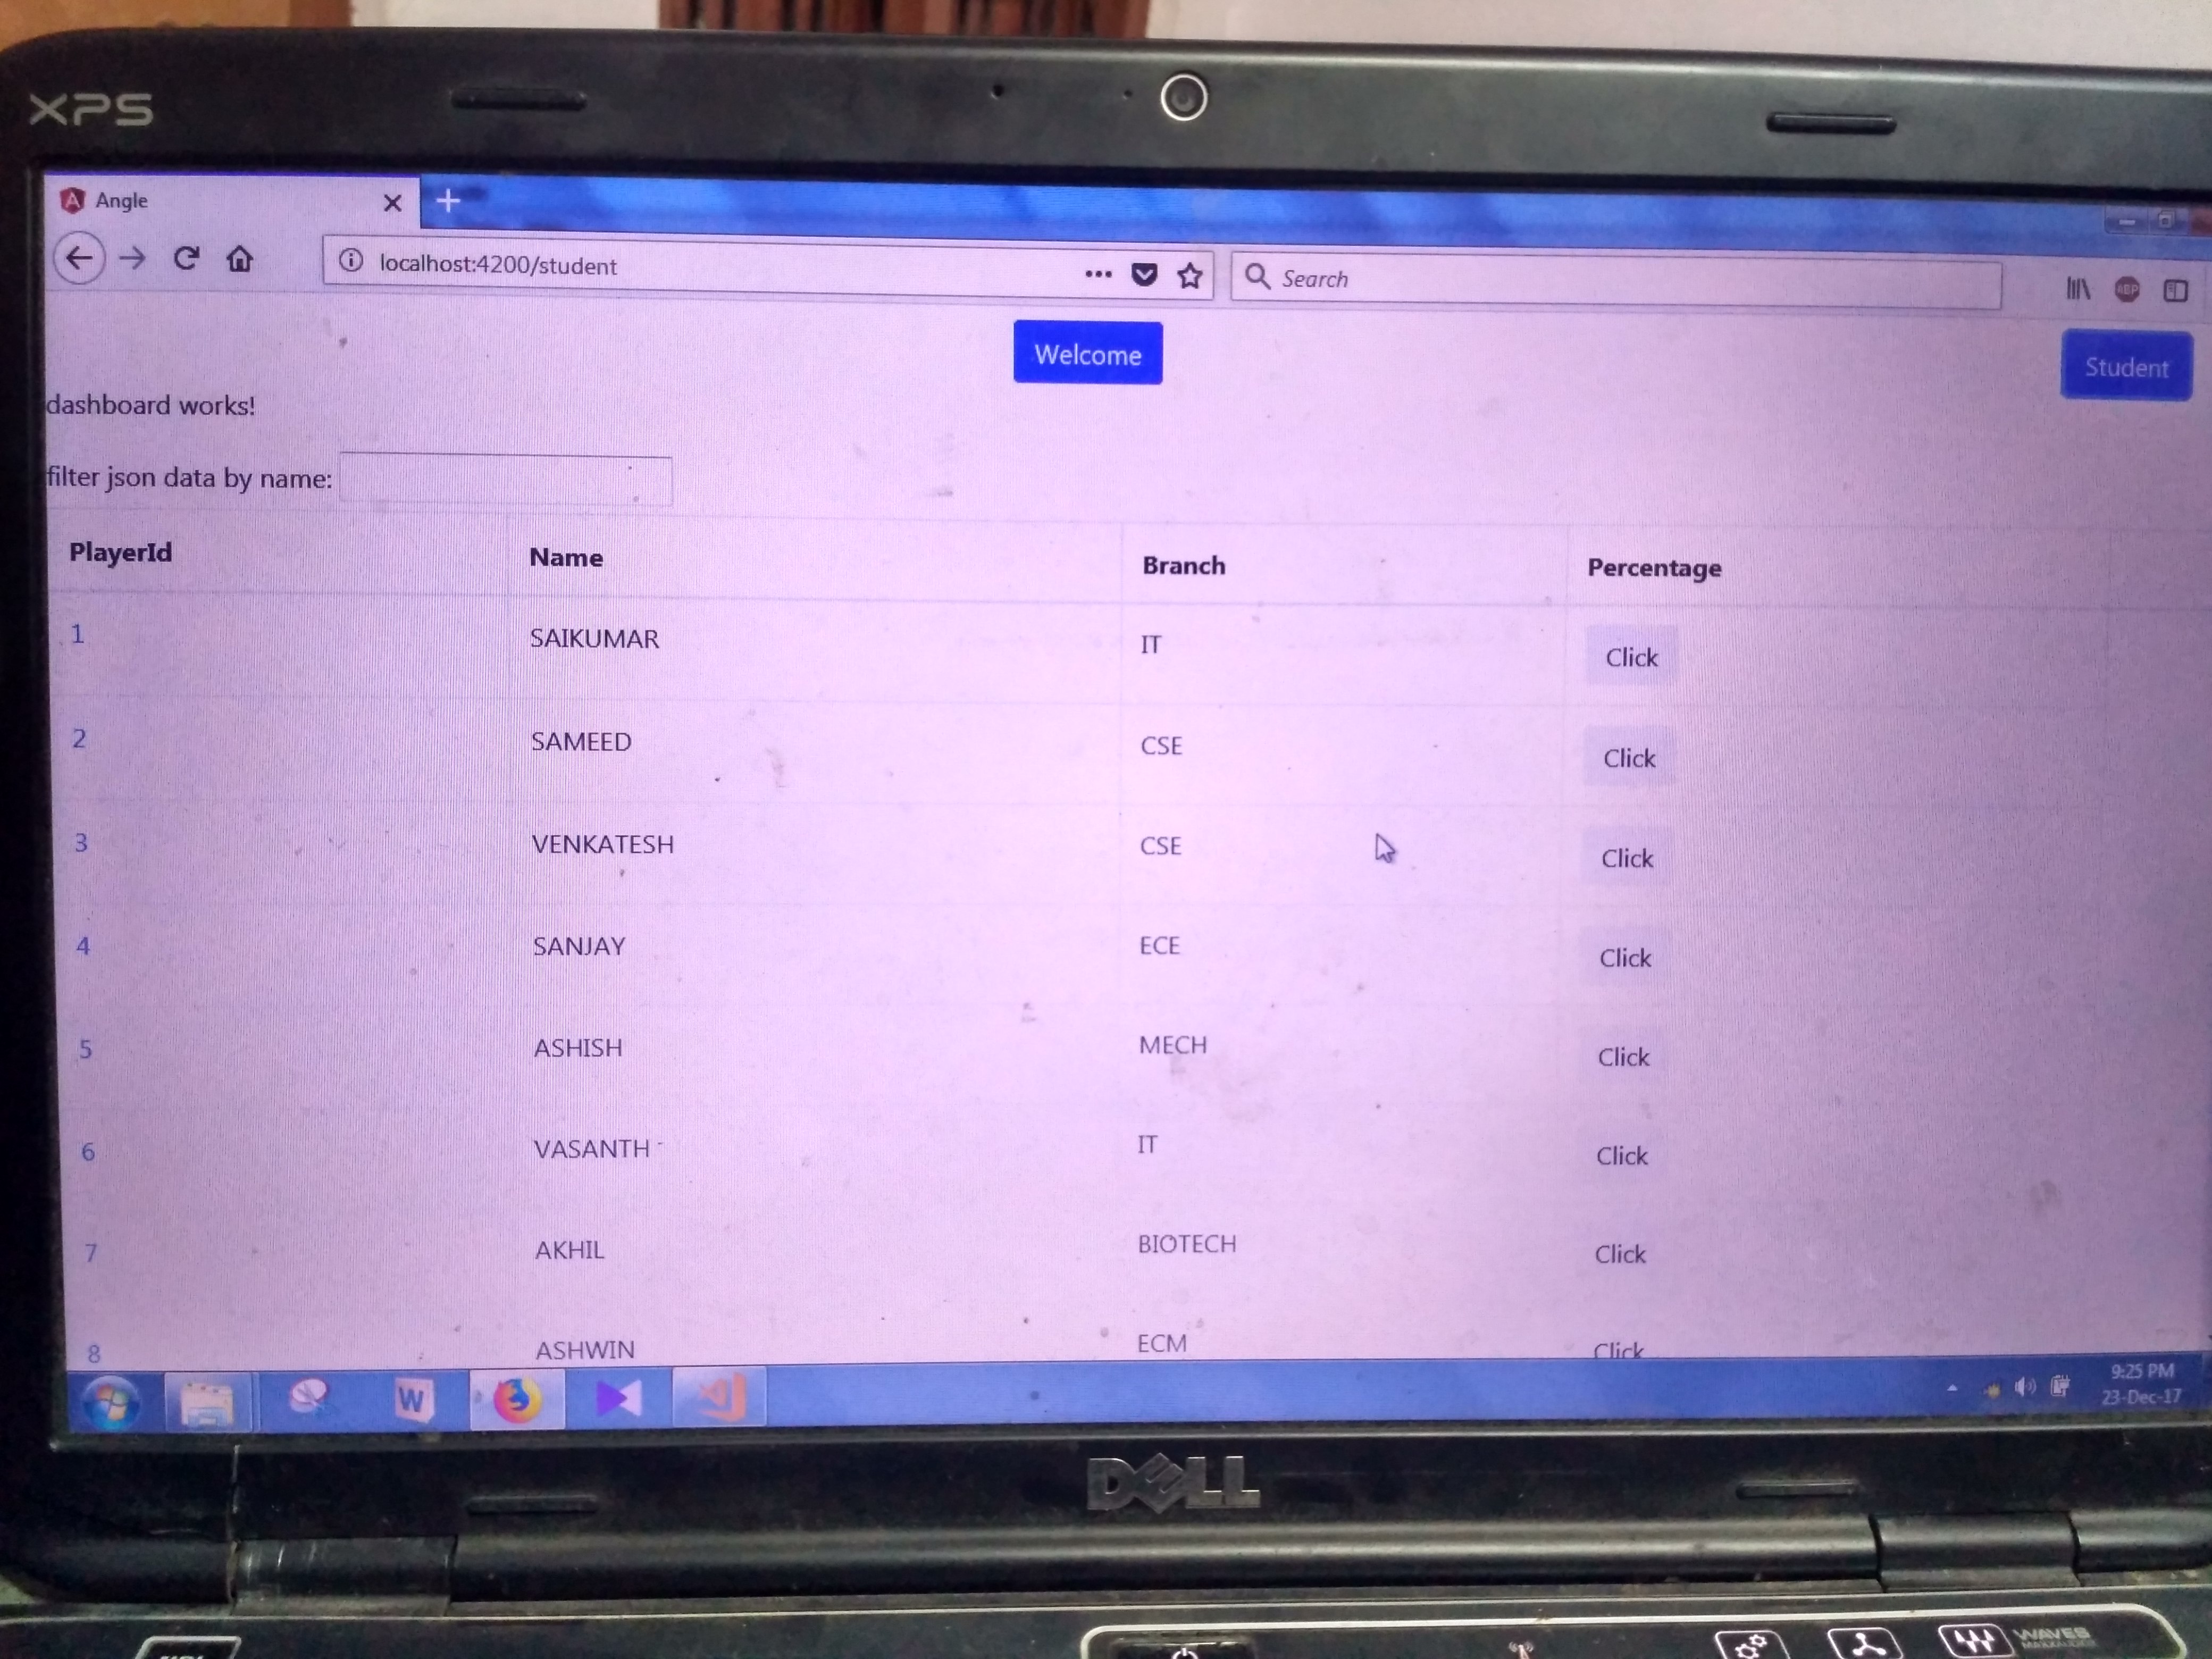 XPS
Angle
localhost:4200/student
Search
ABP
Welcome
Student
dashboard works!
filter json data by name:
PlayerId Name Branch Percentage
1 SAIKUMAR IT Click
2 SAMEED CSE Click
3 VENKATESH CSE Click
4 SANJAY ECE Click
5 ASHISH MECH Click
6 VASANTH IT Click
7 AKHIL BIOTECH Click
8 ASHWIN ECM Click
W
9:25 PM
23-Dec-17
DELL
WAVES